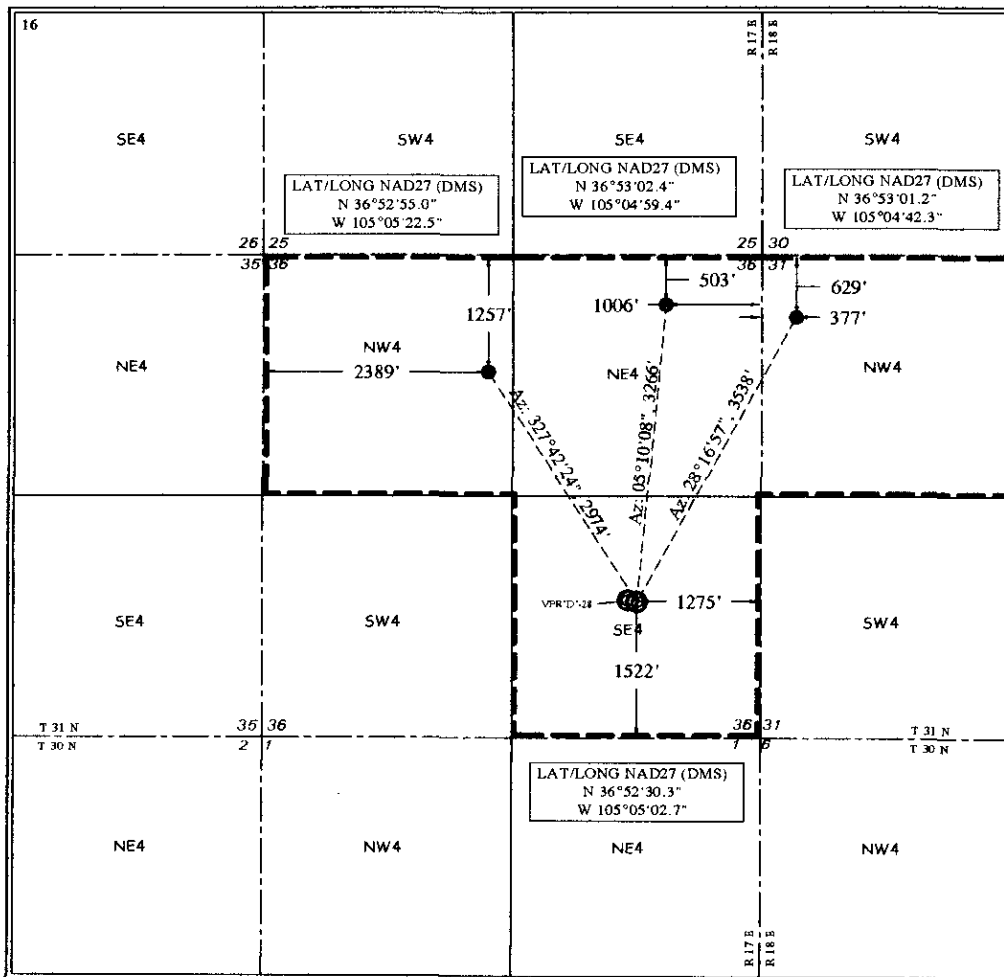 16
R 17 E
R 18 E
SE4
SW4
SE4
SW4
LAT/LONG NAD27 (DMS)
N 36°52'55.0"
W 105°05'22.5"
LAT/LONG NAD27 (DMS)
N 36°53'02.4"
W 105°04'59.4"
LAT/LONG NAD27 (DMS)
N 36°53'01.2"
W 105°04'42.3"
26 25
35 36
25 30
36 31
503'
629'
1257'
1006'
377'
NE4
NW4
NE4
NW4
2389'
Az: 327°42'24", 2974'
Az: 05°10'08", 3266'
Az: 28°16'57", 3538'
VPR'D'-28
1275'
SE4
SW4
SE4
SW4
1522'
T 31 N
T 30 N
35 36
2 1
36 31
1 6
T 31 N
T 30 N
LAT/LONG NAD27 (DMS)
N 36°52'30.3"
W 105°05'02.7"
NE4
NW4
NE4
NW4
R 17 E
R 18 E